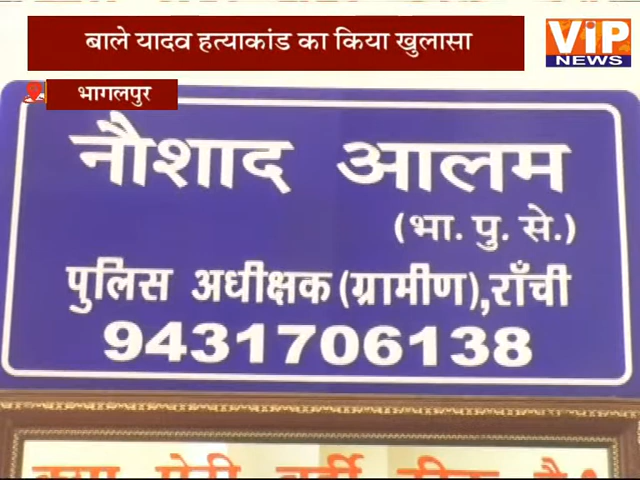 बाले यादव हत्याकांड का किया खुलासा
VIP
NEWS
भागलपुर
नौशाद आलम
(भा. पु. से.)
पुलिस अधीक्षक (ग्रामीण), राँची
9431706138